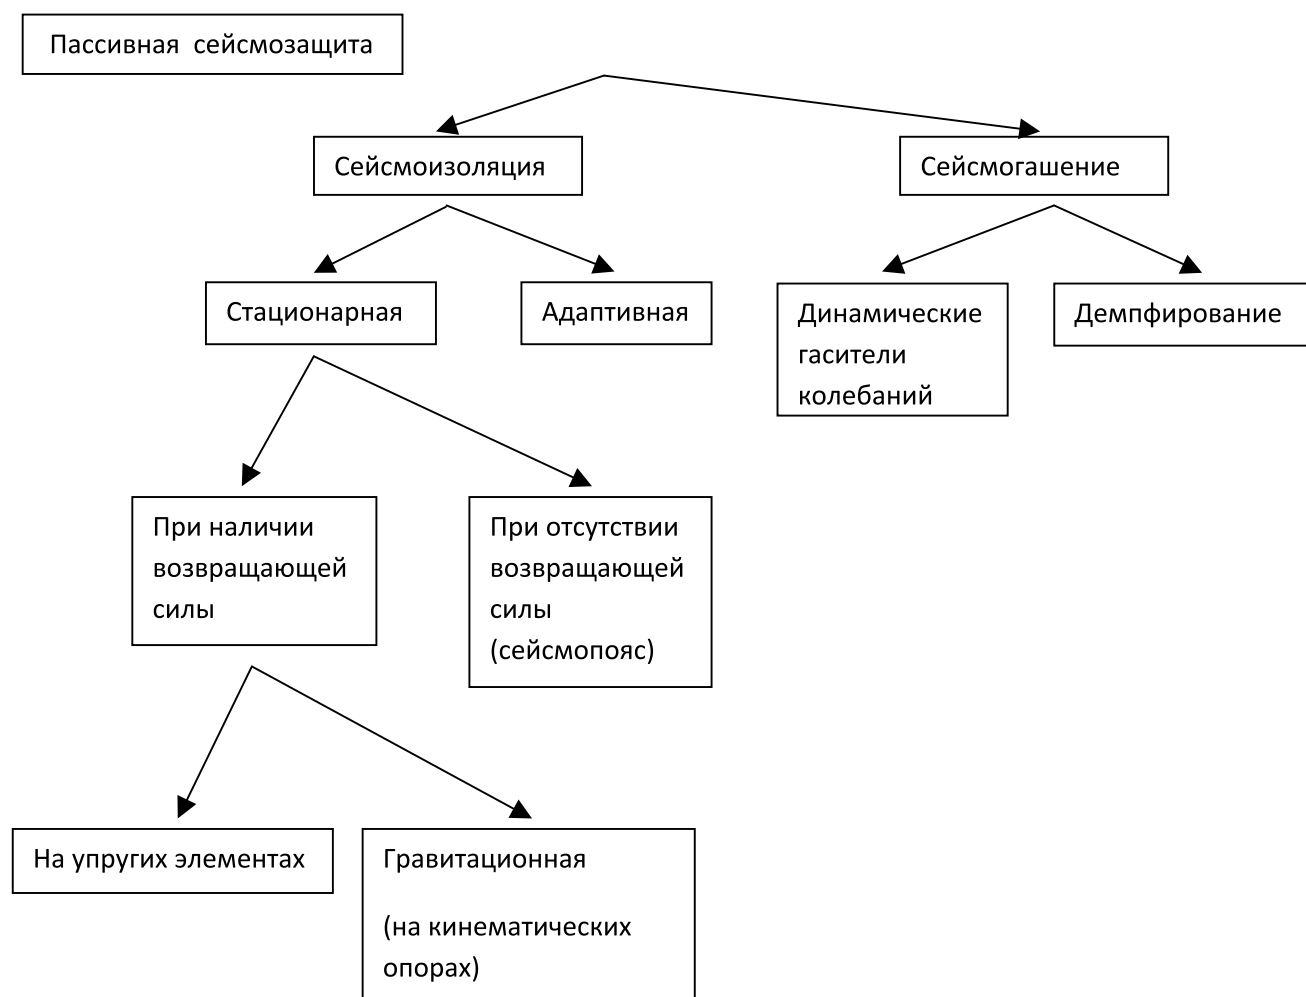 Пассивная сейсмозащита
Сейсмоизоляция
Сейсмогашение
Стационарная
Адаптивная
Динамические
гасители
колебаний
Демпфирование
При наличии
возвращающей
силы
При отсутствии
возвращающей
силы
(сейсмопояс)
На упругих элементах
Гравитационная
(на кинематических
опорах)